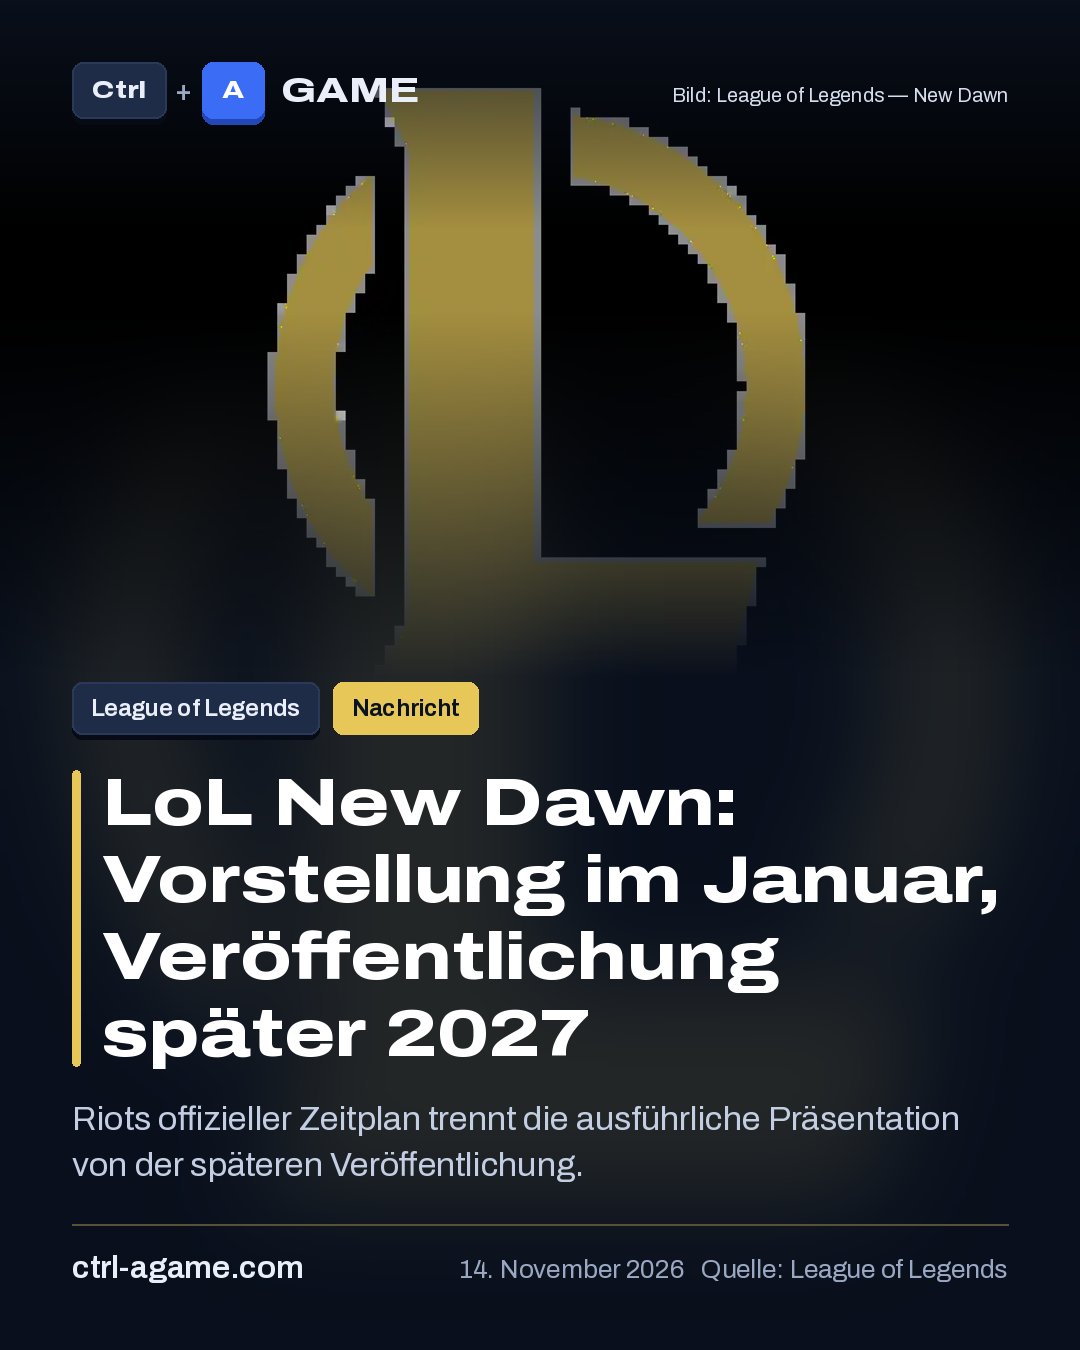 Ctrl + A GAME
Bild: League of Legends — New Dawn
League of Legends
Nachricht
LoL New Dawn:
Vorstellung im Januar,
Veröffentlichung
später 2027
Riots offizieller Zeitplan trennt die ausführliche Präsentation
von der späteren Veröffentlichung.
ctrl-agame.com
14. November 2026 Quelle: League of Legends